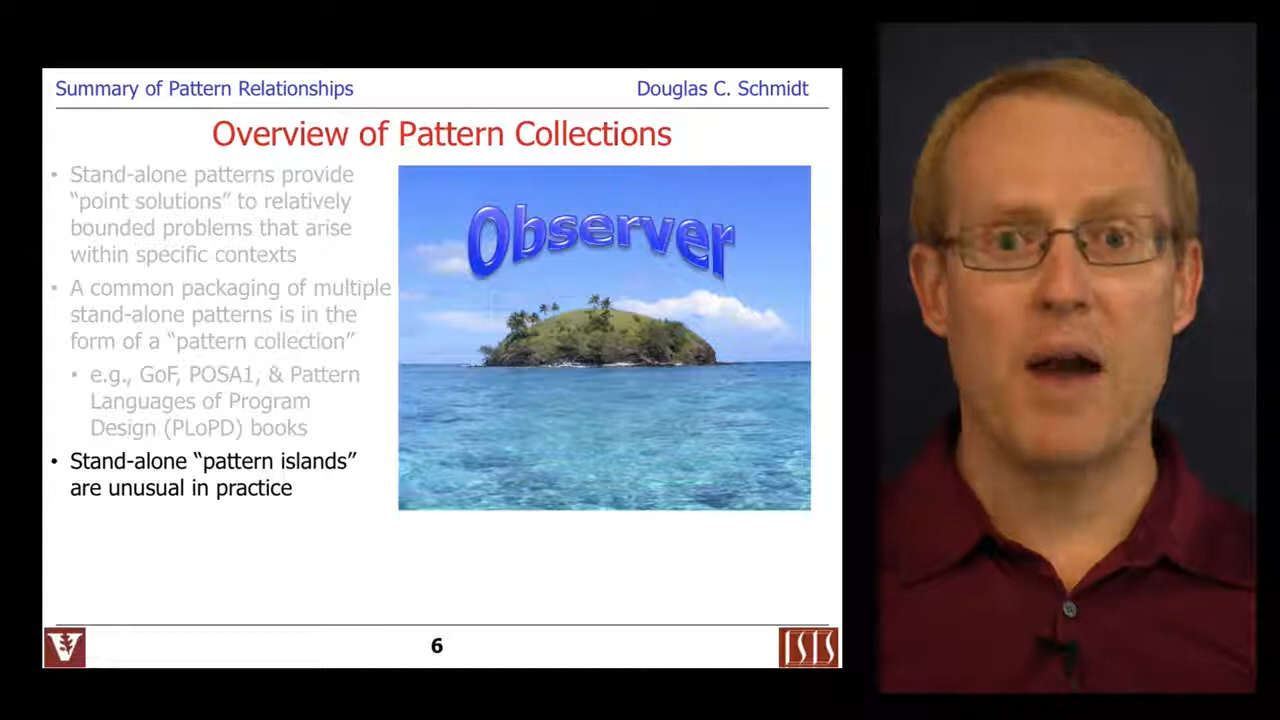 Summary of Pattern Relationships
Douglas C. Schmidt
Overview of Pattern Collections
• Stand-alone patterns provide
“point solutions” to relatively
bounded problems that arise
within specific contexts
• A common packaging of multiple
stand-alone patterns is in the
form of a “pattern collection”
• e.g., GoF, POSA1, & Pattern
Languages of Program
Design (PLoPD) books
• Stand-alone “pattern islands”
are unusual in practice
Observer
V
6
ISIS